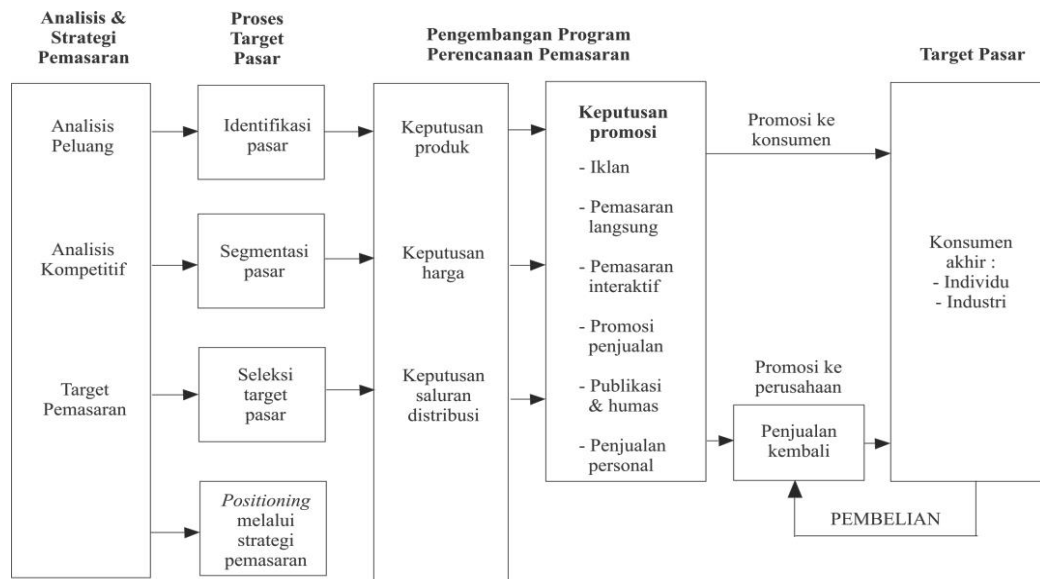 Analisis &
Strategi
Pemasaran
Proses
Target
Pasar
Pengembangan Program
Perencanaan Pemasaran
Target Pasar
Analisis
Peluang
Analisis
Kompetitif
Target
Pemasaran
Identifikasi
pasar
Segmentasi
pasar
Seleksi
target
pasar
Positioning
melalui
strategi
pemasaran
Keputusan
produk
Keputusan
harga
Keputusan
saluran
distribusi
Keputusan
promosi
- Iklan
- Pemasaran
langsung
- Pemasaran
interaktif
- Promosi
penjualan
- Publikasi
& humas
- Penjualan
personal
Promosi ke
konsumen
Promosi ke
perusahaan
Penjualan
kembali
Konsumen
akhir :
- Individu
- Industri
PEMBELIAN